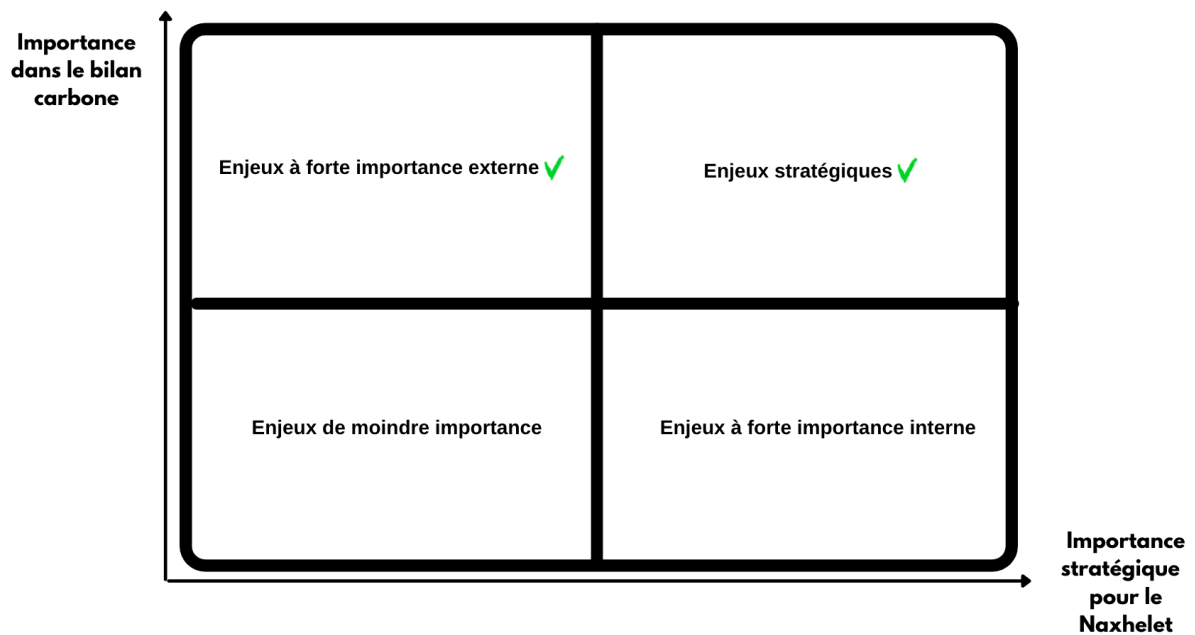 Importance
dans le bilan
carbone
Enjeux à forte importance externe
Enjeux stratégiques
Enjeux de moindre importance
Enjeux à forte importance interne
Importance
stratégique
pour le
Naxhelet